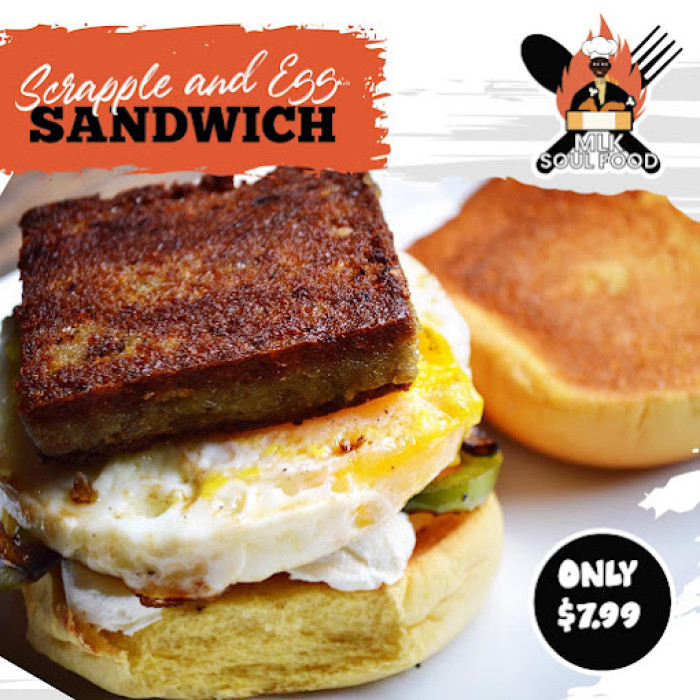 Scrapple and Egg
SANDWICH
MLK
SOUL FOOD
ONLY
$7.99